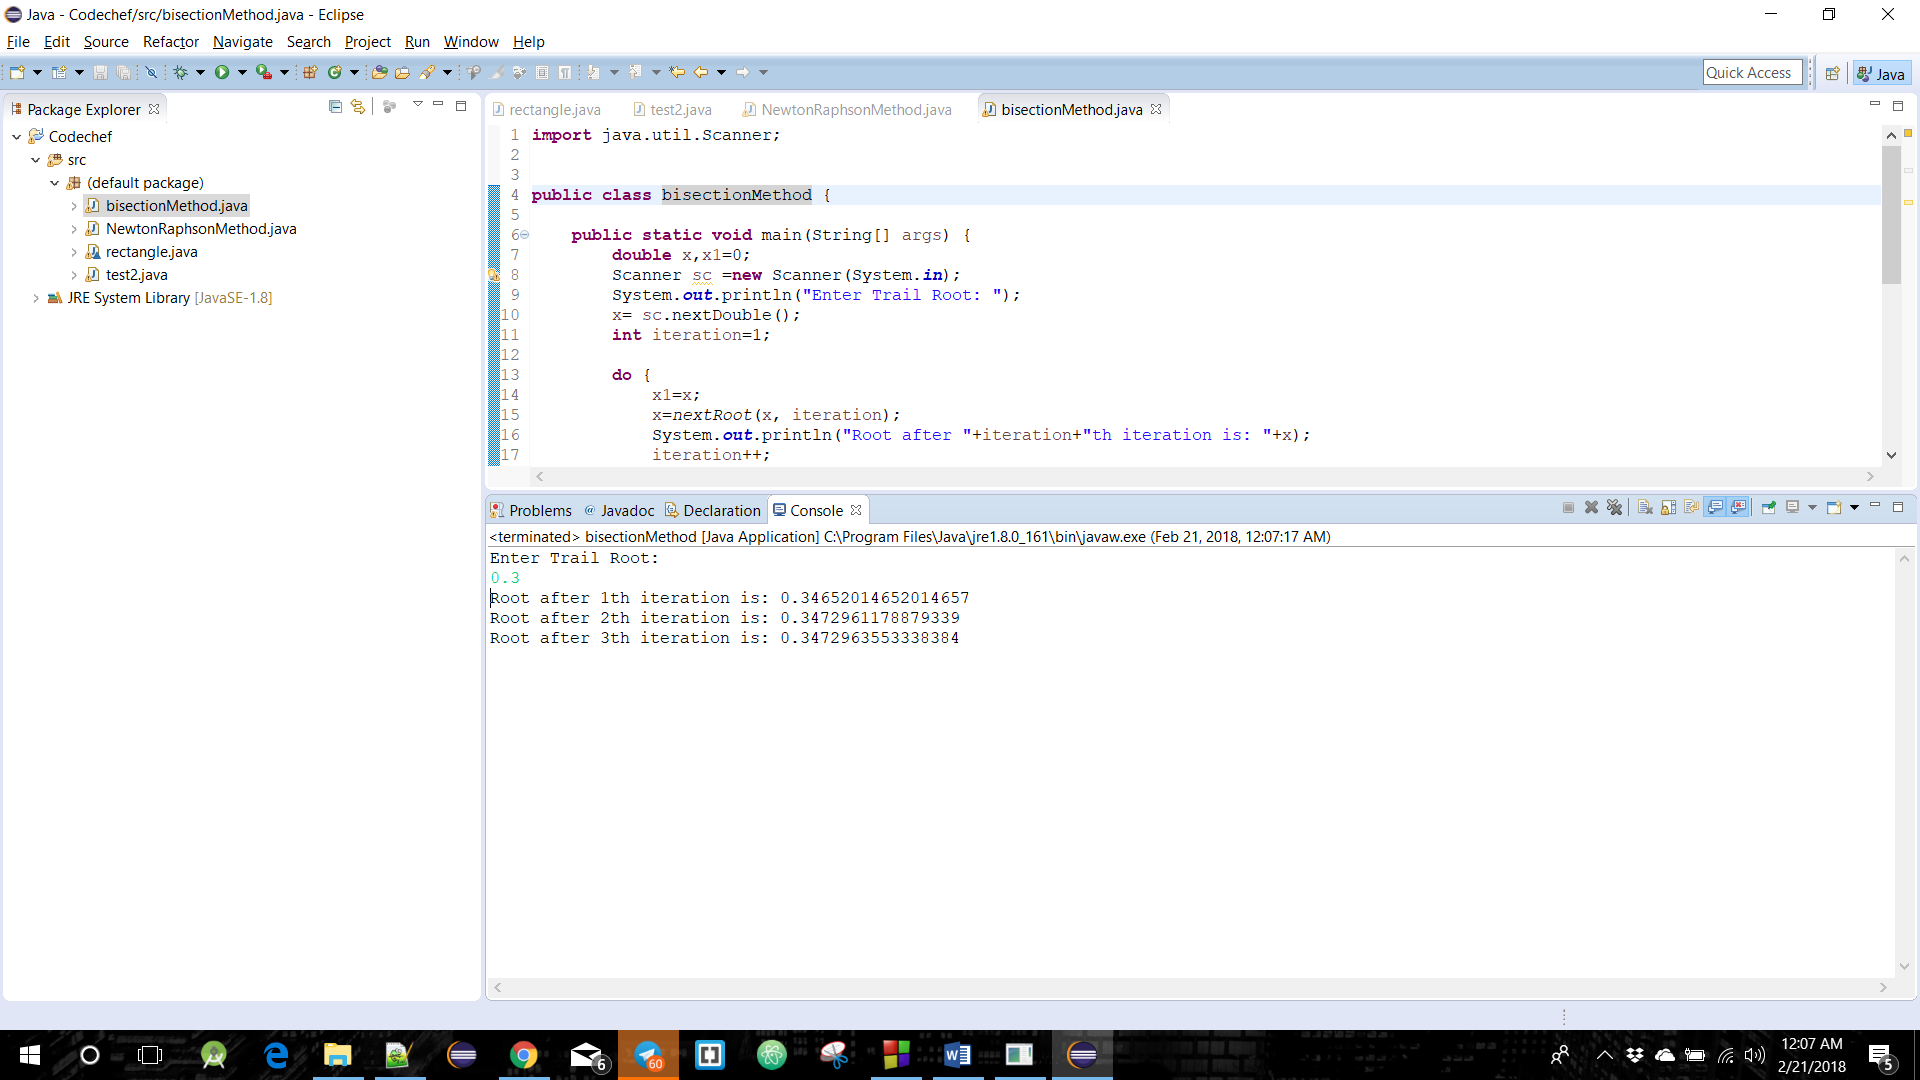 Java - Codechef/src/bisectionMethod.java - Eclipse
File Edit Source Refactor Navigate Search Project Run Window Help
Quick Access
Java
Package Explorer
Codechef
src
(default package)
bisectionMethod.java
NewtonRaphsonMethod.java
rectangle.java
test2.java
JRE System Library [JavaSE-1.8]
rectangle.java test2.java NewtonRaphsonMethod.java bisectionMethod.java
1 import java.util.Scanner;
2
3
4 public class bisectionMethod {
5
6 public static void main(String[] args) {
7 double x,x1=0;
8 Scanner sc =new Scanner(System.in);
9 System.out.println("Enter Trail Root: ");
10 x= sc.nextDouble();
11 int iteration=1;
12
13 do {
14 x1=x;
15 x=nextRoot(x, iteration);
16 System.out.println("Root after "+iteration+"th iteration is: "+x);
17 iteration++;
Problems @ Javadoc Declaration Console
<terminated> bisectionMethod [Java Application] C:\Program Files\Java\jre1.8.0_161\bin\javaw.exe (Feb 21, 2018, 12:07:17 AM)
Enter Trail Root:
0.3
Root after 1th iteration is: 0.34652014652014657
Root after 2th iteration is: 0.3472961178879339
Root after 3th iteration is: 0.3472963553338384
6
60
12:07 AM
2/21/2018
5